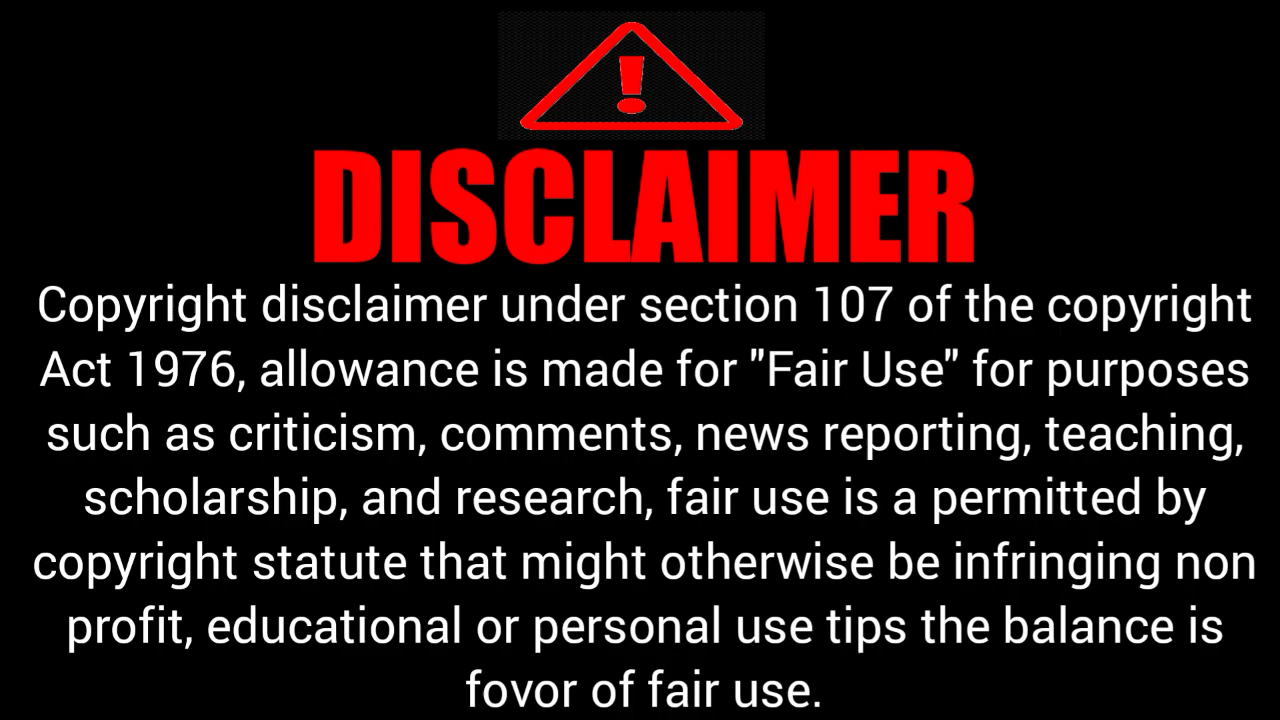 DISCLAIMER
Copyright disclaimer under section 107 of the copyright
Act 1976, allowance is made for "Fair Use" for purposes
such as criticism, comments, news reporting, teaching,
scholarship, and research, fair use is a permitted by
copyright statute that might otherwise be infringing non
profit, educational or personal use tips the balance is
fovor of fair use.